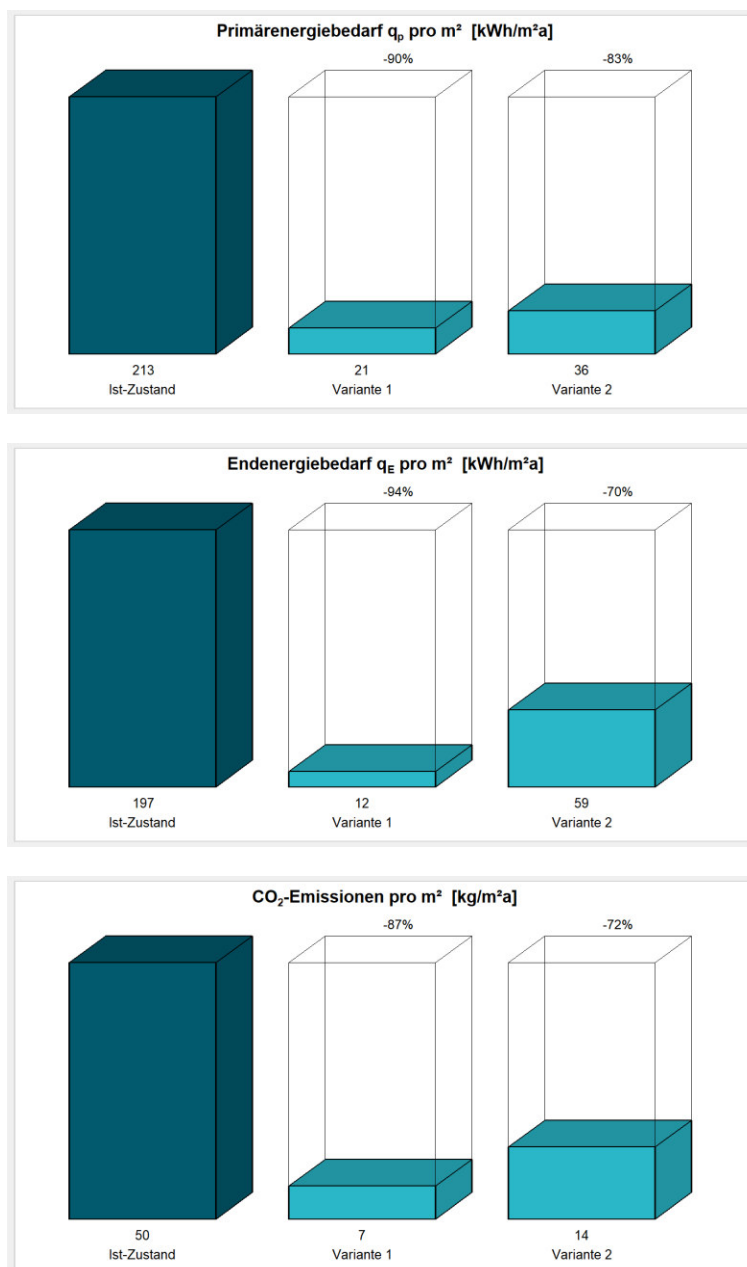 Primärenergiebedarf qp pro m² [kWh/m²a]
-90% -83%
213 21 36
Ist-Zustand Variante 1 Variante 2
Endenergiebedarf qE pro m² [kWh/m²a]
-94% -70%
197 12 59
Ist-Zustand Variante 1 Variante 2
CO₂-Emissionen pro m² [kg/m²a]
-87% -72%
50 7 14
Ist-Zustand Variante 1 Variante 2